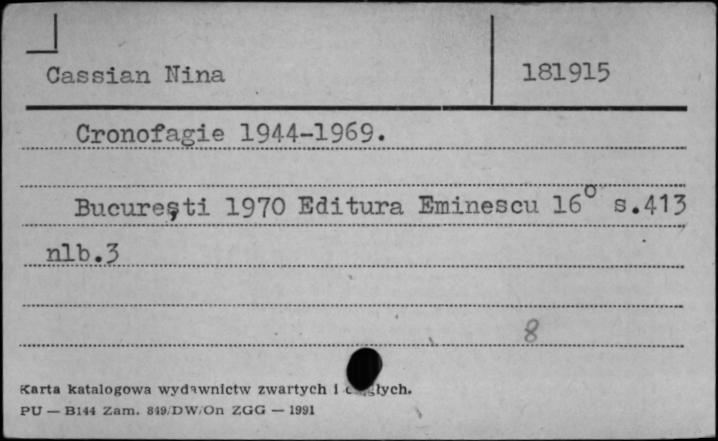 Cassian Nina 181915
Cronofagie 1944-1969.
București 1970 Editura Eminescu 16° s.413
nlb.3
8
Karta katalogowa wydawnictw zwartych i
PU — B144 Zam. 849/DW/On ZGG — 1991